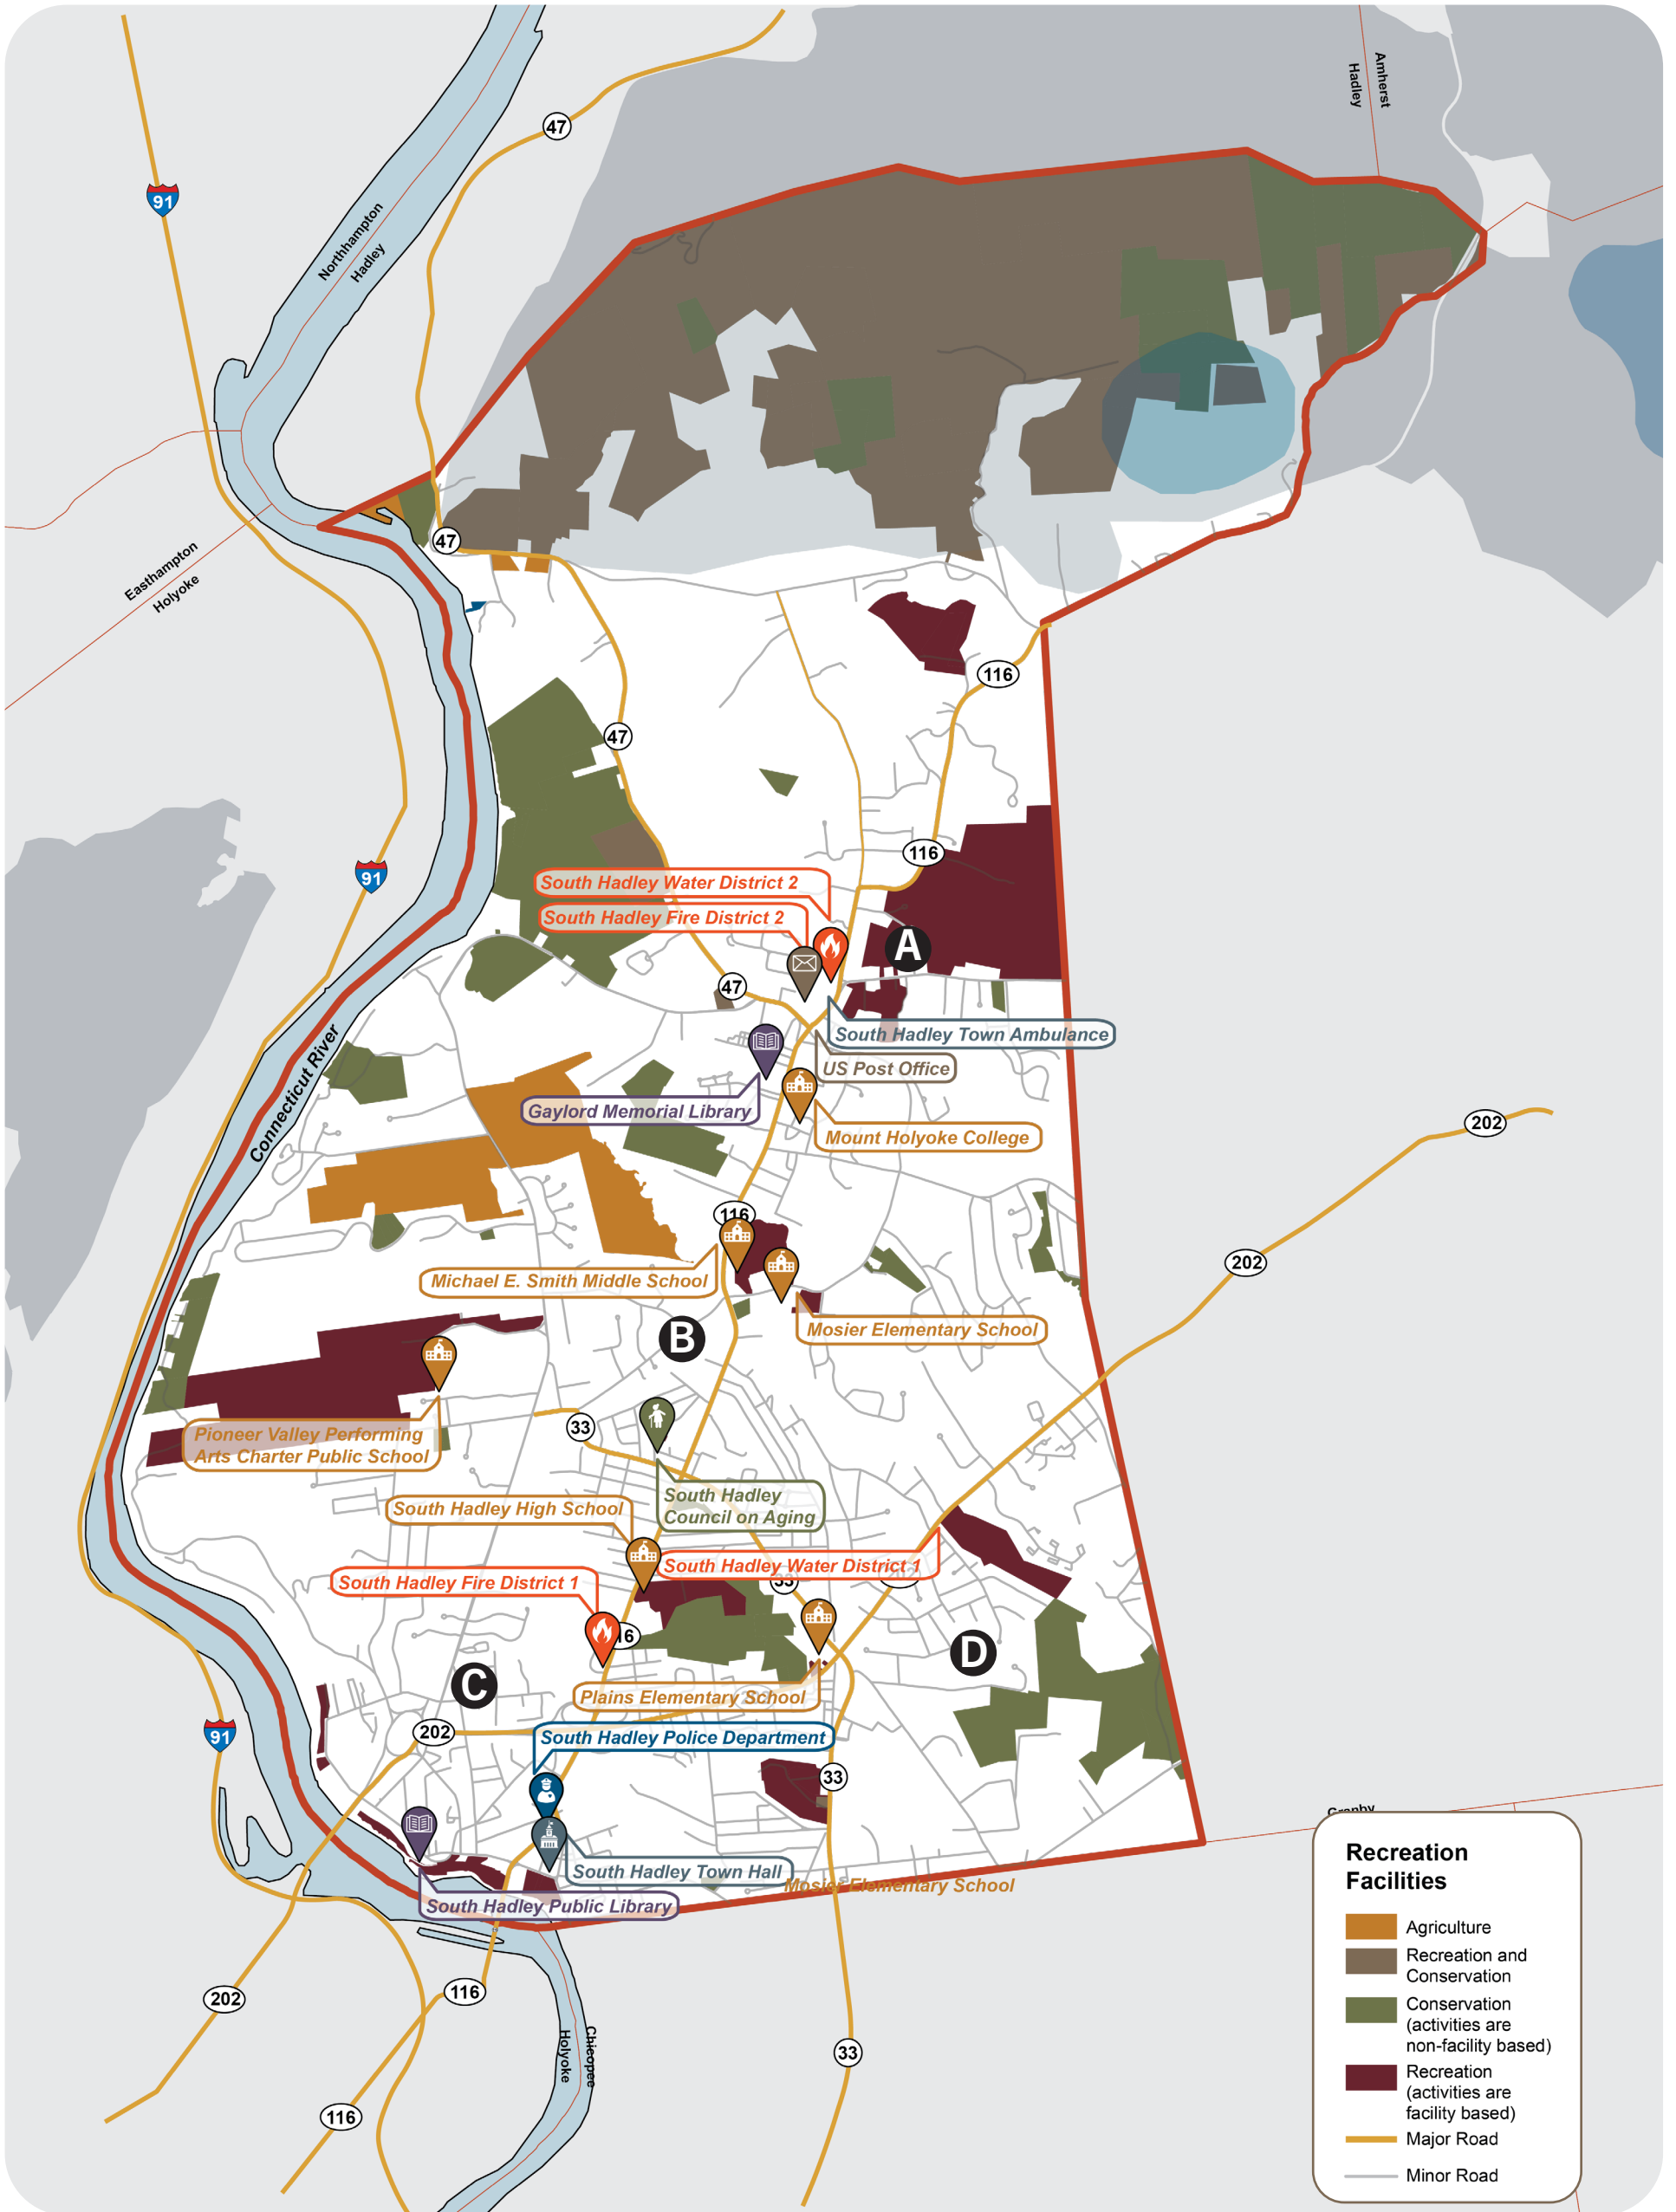 Amherst
Hadley
47
91
Northhampton
Hadley
47
Easthampton
Holyoke
116
47
116
91
South Hadley Water District 2
South Hadley Fire District 2
A
47
South Hadley Town Ambulance
US Post Office
Connecticut River
Gaylord Memorial Library
Mount Holyoke College
202
116
202
Michael E. Smith Middle School
Mosier Elementary School
B
33
Pioneer Valley Performing
Arts Charter Public School
South Hadley
Council on Aging
South Hadley High School
South Hadley Water District 1
33
202
South Hadley Fire District 1
16
D
C
Plains Elementary School
202
91
South Hadley Police Department
33
South Hadley Town Hall
Mosier Elementary School
South Hadley Public Library
Granby
202
116
33
Holyoke
Chicopee
116
Recreation
Facilities
Agriculture
Recreation and
Conservation
Conservation
(activities are
non-facility based)
Recreation
(activities are
facility based)
Major Road
Minor Road